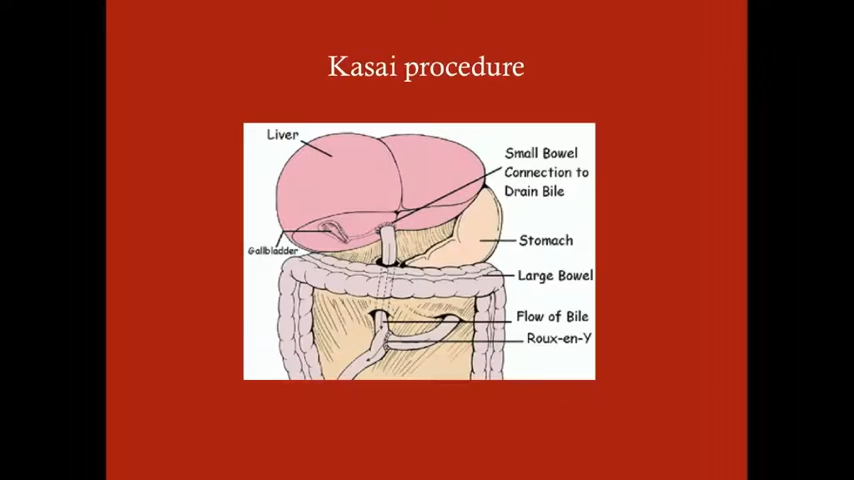 Kasai procedure
Liver
Small Bowel
Connection to
Drain Bile
Gallbladder
Stomach
Large Bowel
Flow of Bile
Roux-en-Y